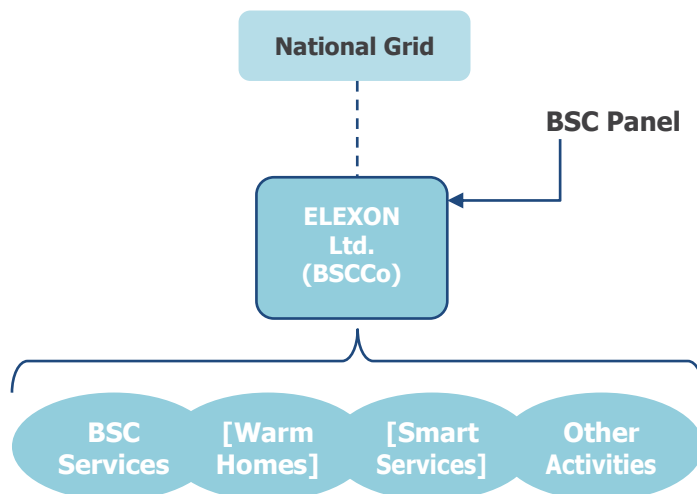 National Grid
BSC Panel
ELEXON
Ltd.
(BSCCo)
BSC
Services
[Warm
Homes]
[Smart
Services]
Other
Activities